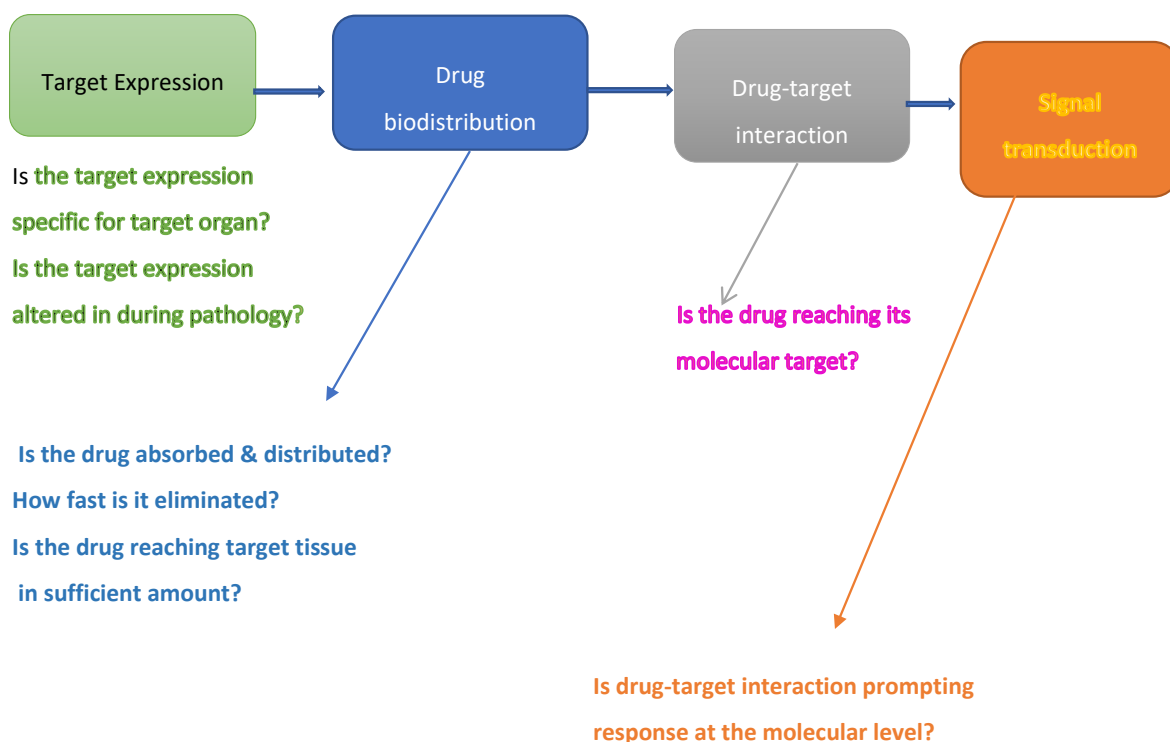 Target Expression
Drug
biodistribution
Drug-target
interaction
Signal
transduction
Is the target expression
specific for target organ?
Is the target expression
altered in during pathology?
Is the drug reaching its
molecular target?
Is the drug absorbed & distributed?
How fast is it eliminated?
Is the drug reaching target tissue
in sufficient amount?
Is drug-target interaction prompting
response at the molecular level?